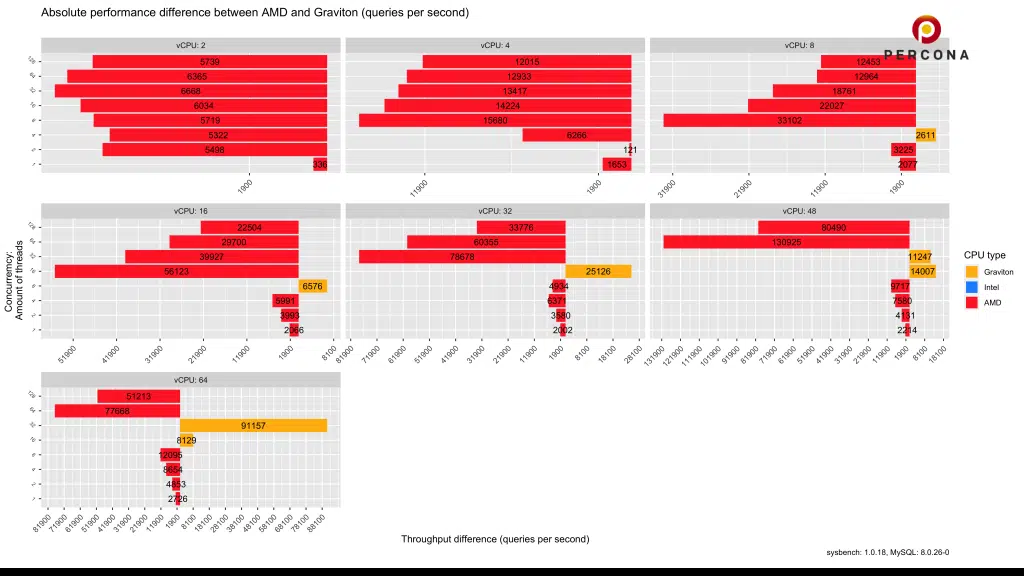 Absolute performance difference between AMD and Graviton (queries per second)
PERCONA
vCPU: 2
5739
6365
6668
6034
5719
5322
5498
336
1900
vCPU: 4
12015
12933
13417
14224
15680
6266
121
1653
11900 1900
vCPU: 8
12453
12964
18761
22027
33102
2611
3225
2077
31900 21900 11900 1900
vCPU: 16
22504
29700
39927
56123
6576
5991
3993
2066
51900 41900 31900 21900 11900 1900 8100
vCPU: 32
33776
60355
78678
25126
4934
6371
3580
2002
81900 71900 61900 51900 41900 31900 21900 11900 1900 8100 18100 28100
vCPU: 48
80490
130925
11247
14007
9717
7580
4131
2214
131900 121900 111900 101900 91900 81900 71900 61900 51900 41900 31900 21900 11900 1900 8100 18100
vCPU: 64
51213
77668
91157
8129
12095
8654
4853
2726
81900 71900 61900 51900 41900 31900 21900 11900 1900 8100 18100 28100 38100 48100 58100 68100 78100 88100
Concurrency:
Amount of threads
Throughput difference (queries per second)
CPU type
Graviton
Intel
AMD
sysbench: 1.0.18, MySQL: 8.0.26-0